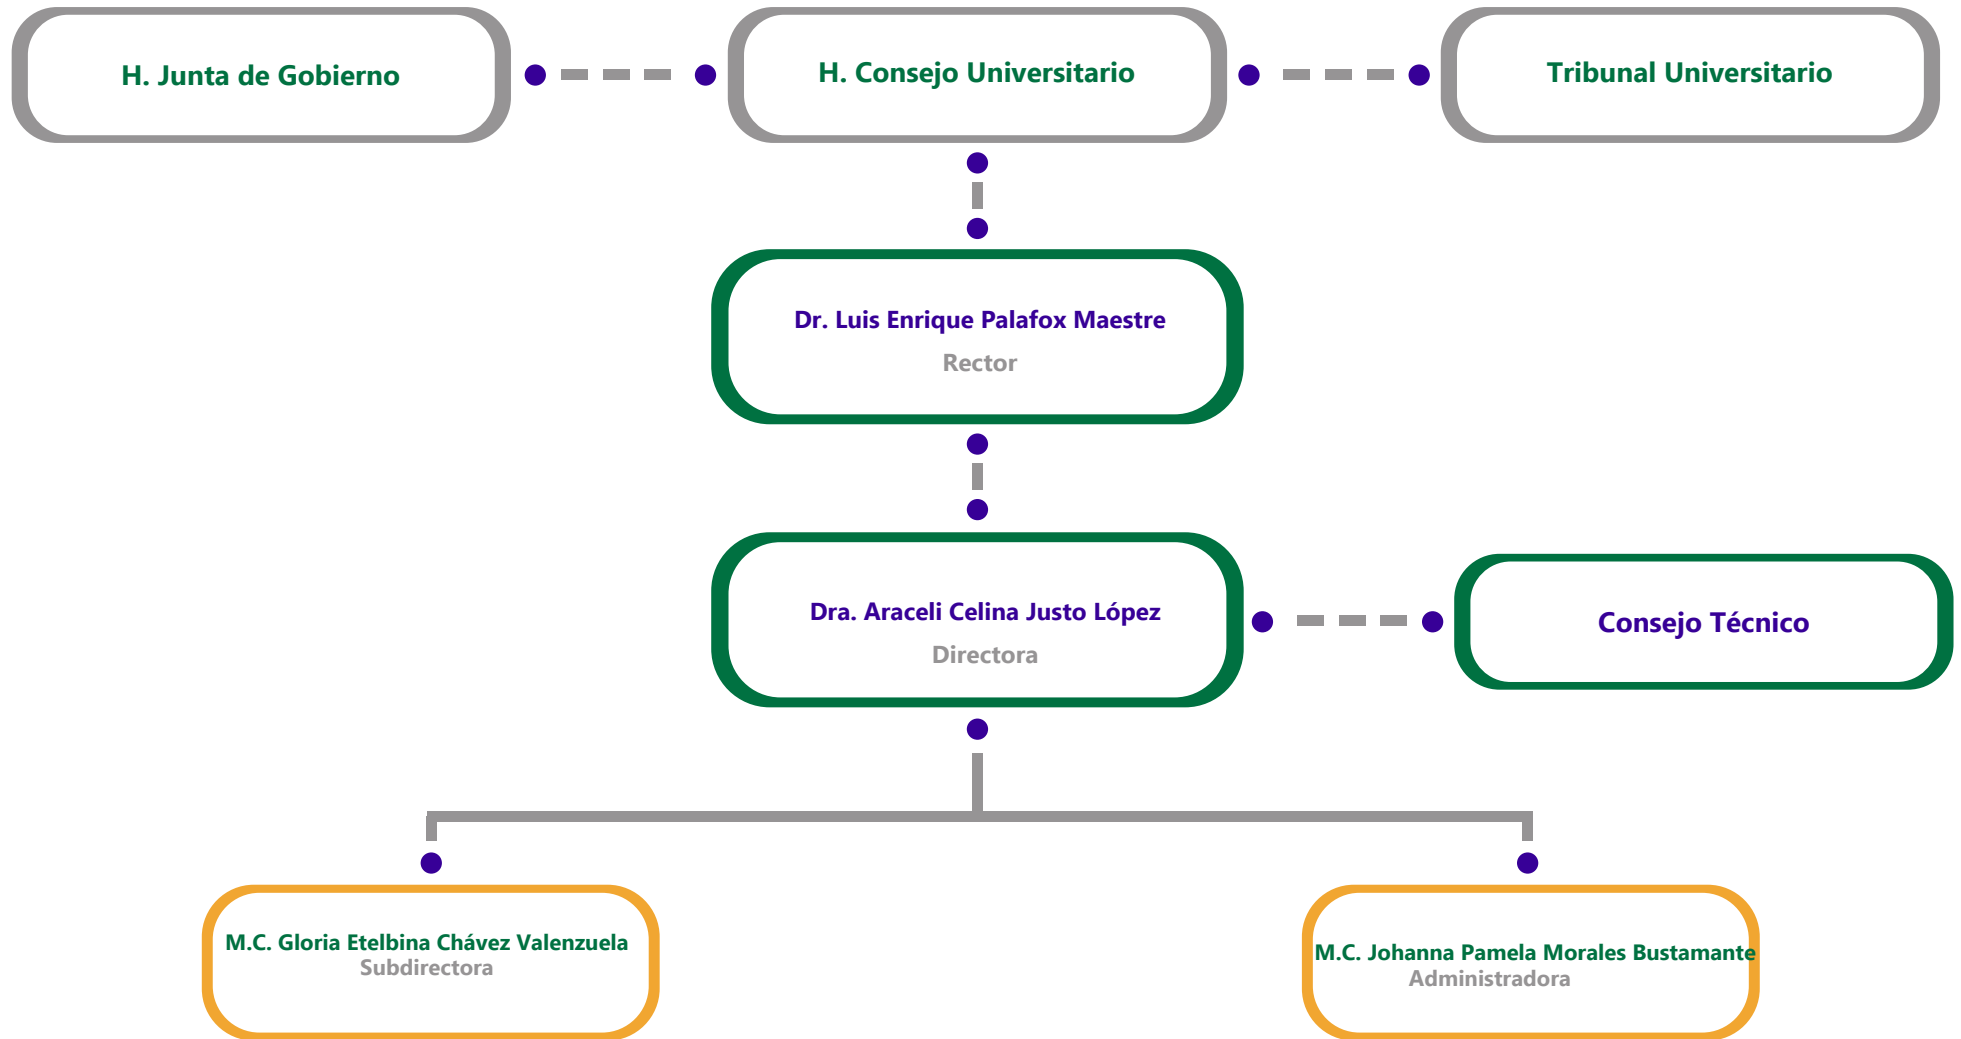 H. Junta de Gobierno
H. Consejo Universitario
Tribunal Universitario
Dr. Luis Enrique Palafox Maestre
Rector
Dra. Araceli Celina Justo López
Directora
Consejo Técnico
M.C. Gloria Etelbina Chávez Valenzuela
Subdirectora
M.C. Johanna Pamela Morales Bustamante
Administradora